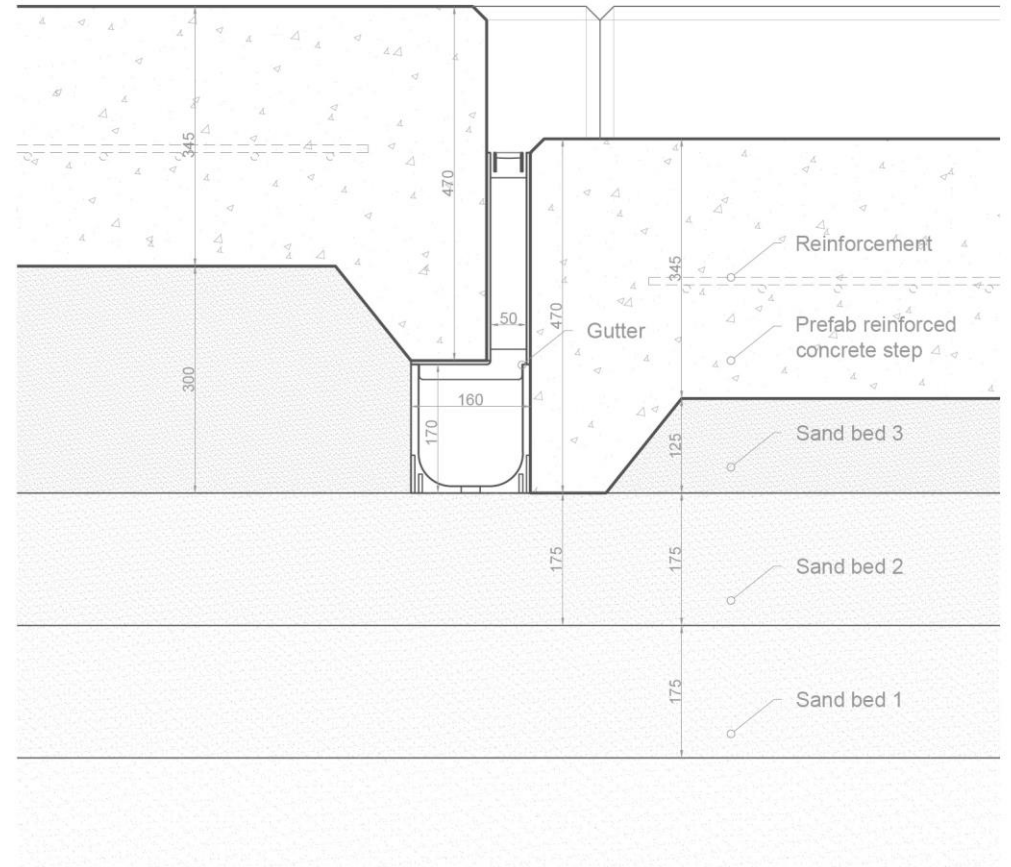 345
470
Reinforcement
345
50
470
Gutter
Prefab reinforced
concrete step
300
160
170
Sand bed 3
125
175
175
Sand bed 2
175
Sand bed 1